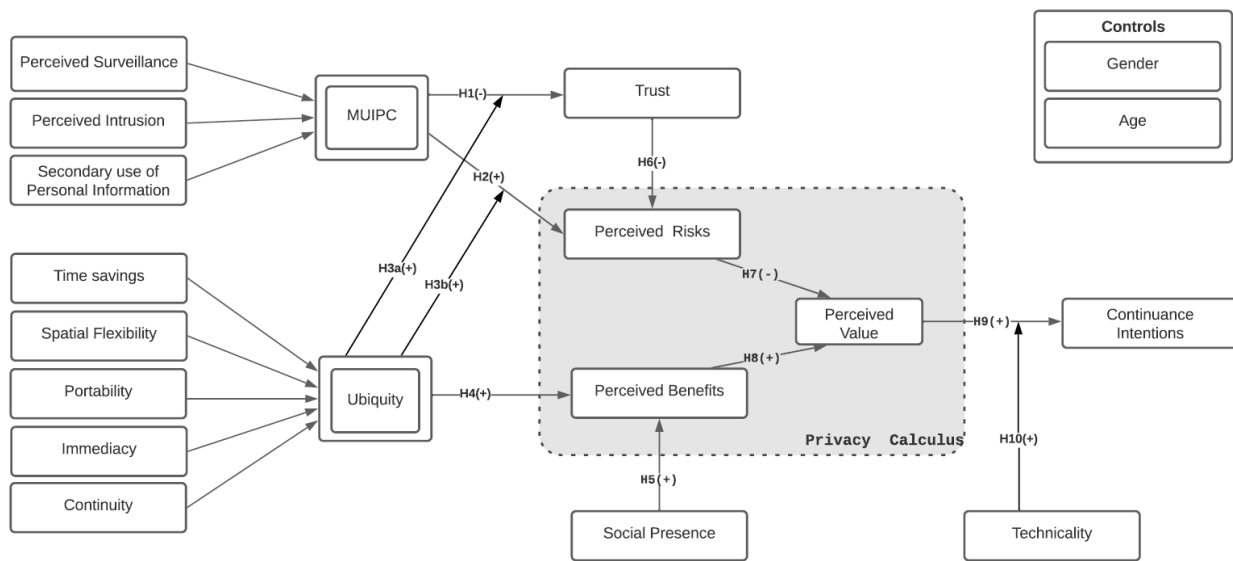 Controls
Gender
Age
Perceived Surveillance
Perceived Intrusion
Secondary use of
Personal Information
MUIPC
H1(-)
Trust
H2(+)
H6(-)
Perceived Risks
H3a(+)
H3b(+)
H7(-)
Time savings
Spatial Flexibility
Portability
Immediacy
Continuity
Ubiquity
H4(+)
Perceived Benefits
H8(+)
Perceived
Value
H9(+)
Continuance
Intentions
Privacy Calculus
H5(+)
H10(+)
Social Presence
Technicality